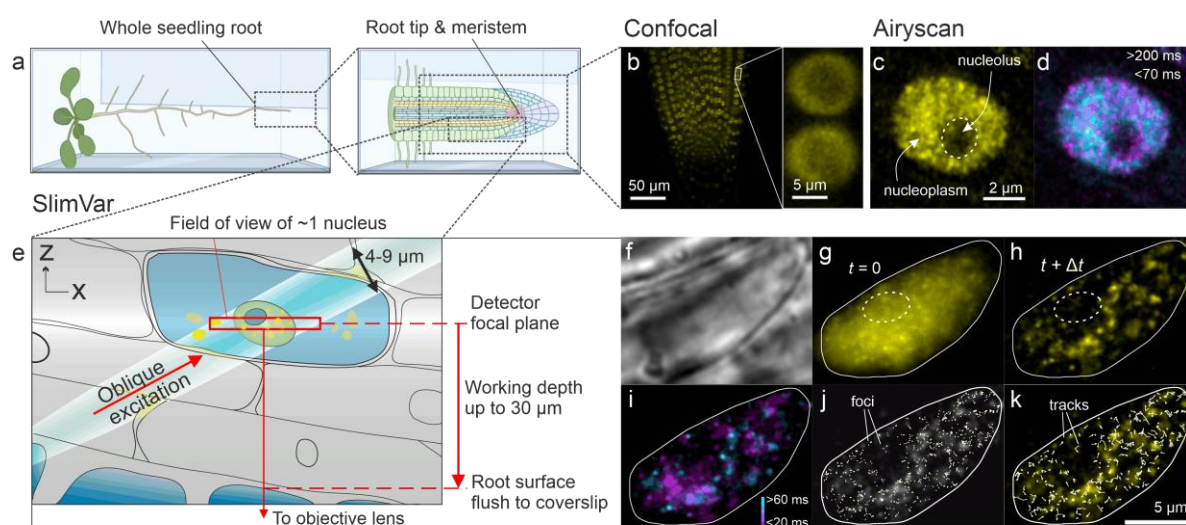 Whole seedling root
Root tip & meristem
Confocal
Airyscan
a
b
50 µm
5 µm
c
nucleolus
nucleoplasm
2 µm
d
>200 ms
<70 ms
SlimVar
Field of view of ~1 nucleus
e
Z
X
4-9 µm
Oblique
excitation
Detector
focal plane
Working depth
up to 30 µm
Root surface
flush to coverslip
To objective lens
f
g
t = 0
h
t + Δt
i
>60 ms
<20 ms
j
foci
k
tracks
5 µm